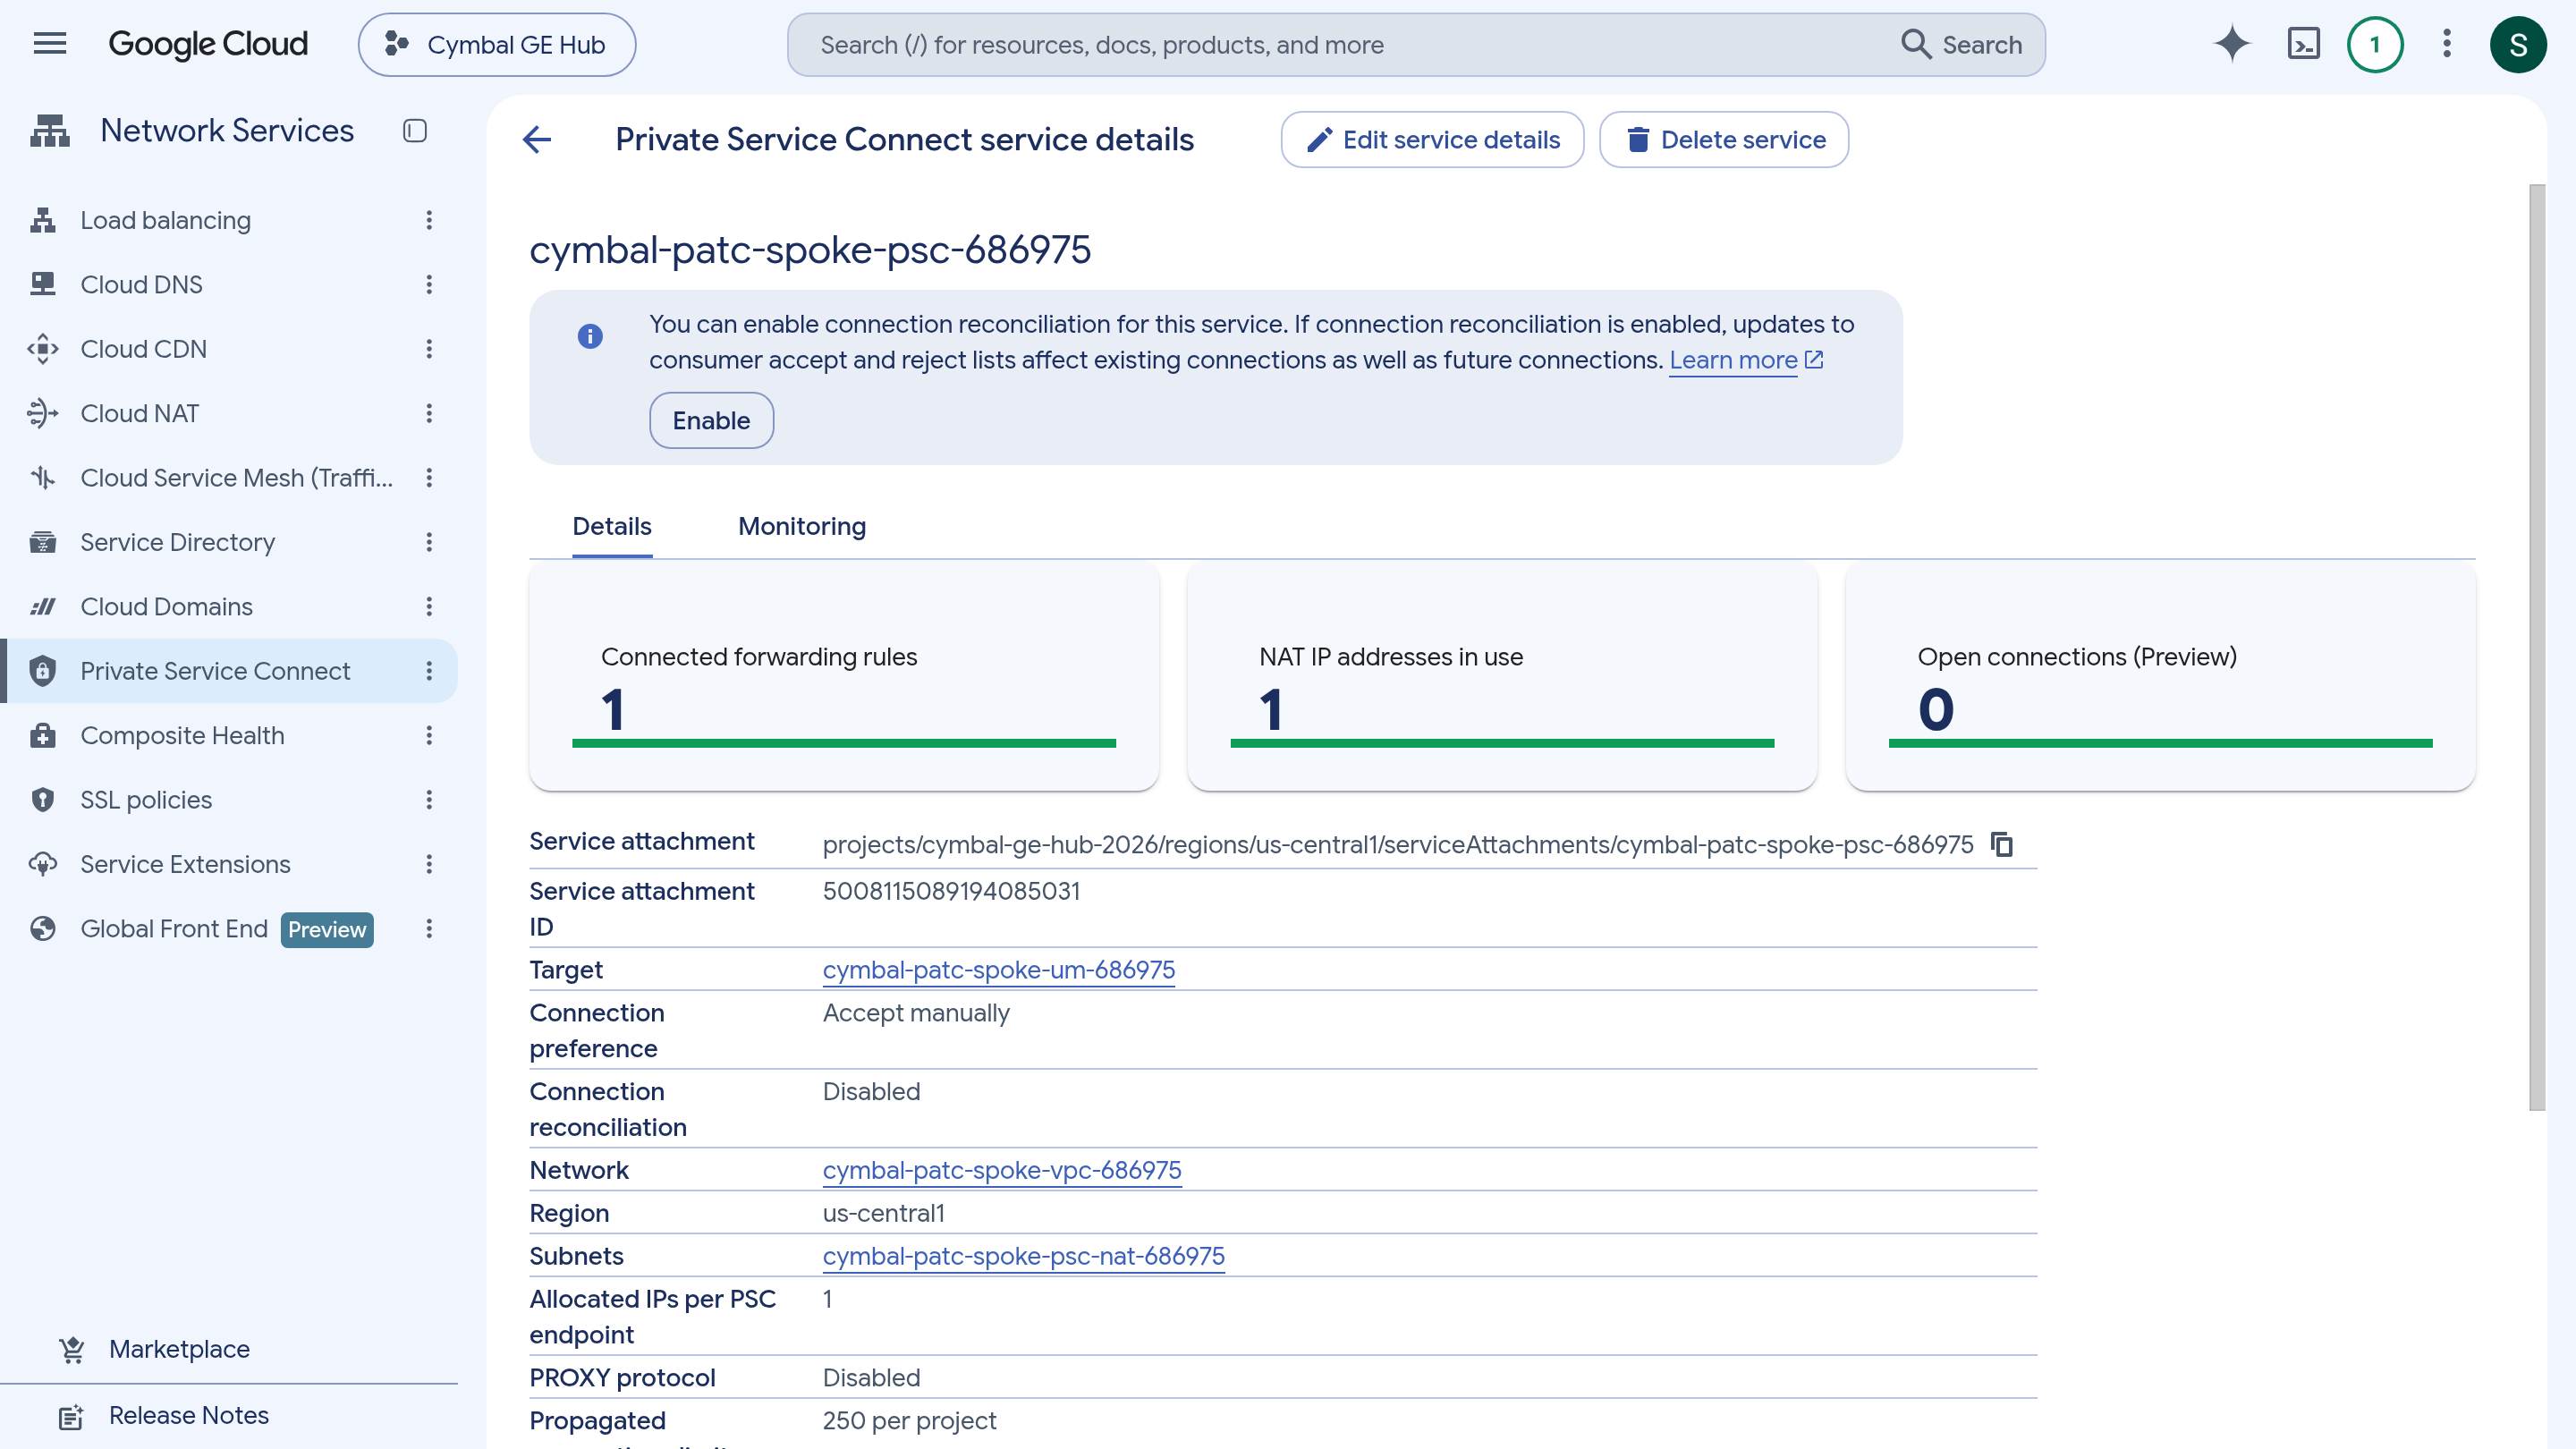 Google Cloud
Cymbal GE Hub
Search (/) for resources, docs, products, and more
Search
1
S
Network Services
Load balancing
Cloud DNS
Cloud CDN
Cloud NAT
Cloud Service Mesh (Traffi...
Service Directory
Cloud Domains
Private Service Connect
Composite Health
SSL policies
Service Extensions
Global Front End Preview
Marketplace
Release Notes
Private Service Connect service details
Edit service details
Delete service
cymbal-patc-spoke-psc-686975
You can enable connection reconciliation for this service. If connection reconciliation is enabled, updates to
consumer accept and reject lists affect existing connections as well as future connections. Learn more
Enable
Details
Monitoring
Connected forwarding rules
1
NAT IP addresses in use
1
Open connections (Preview)
0
Service attachment projects/cymbal-ge-hub-2026/regions/us-central1/serviceAttachments/cymbal-patc-spoke-psc-686975
Service attachment 5008115089194085031
ID
Target cymbal-patc-spoke-um-686975
Connection Accept manually
preference
Connection Disabled
reconciliation
Network cymbal-patc-spoke-vpc-686975
Region us-central1
Subnets cymbal-patc-spoke-psc-nat-686975
Allocated IPs per PSC 1
endpoint
PROXY protocol Disabled
Propagated 250 per project